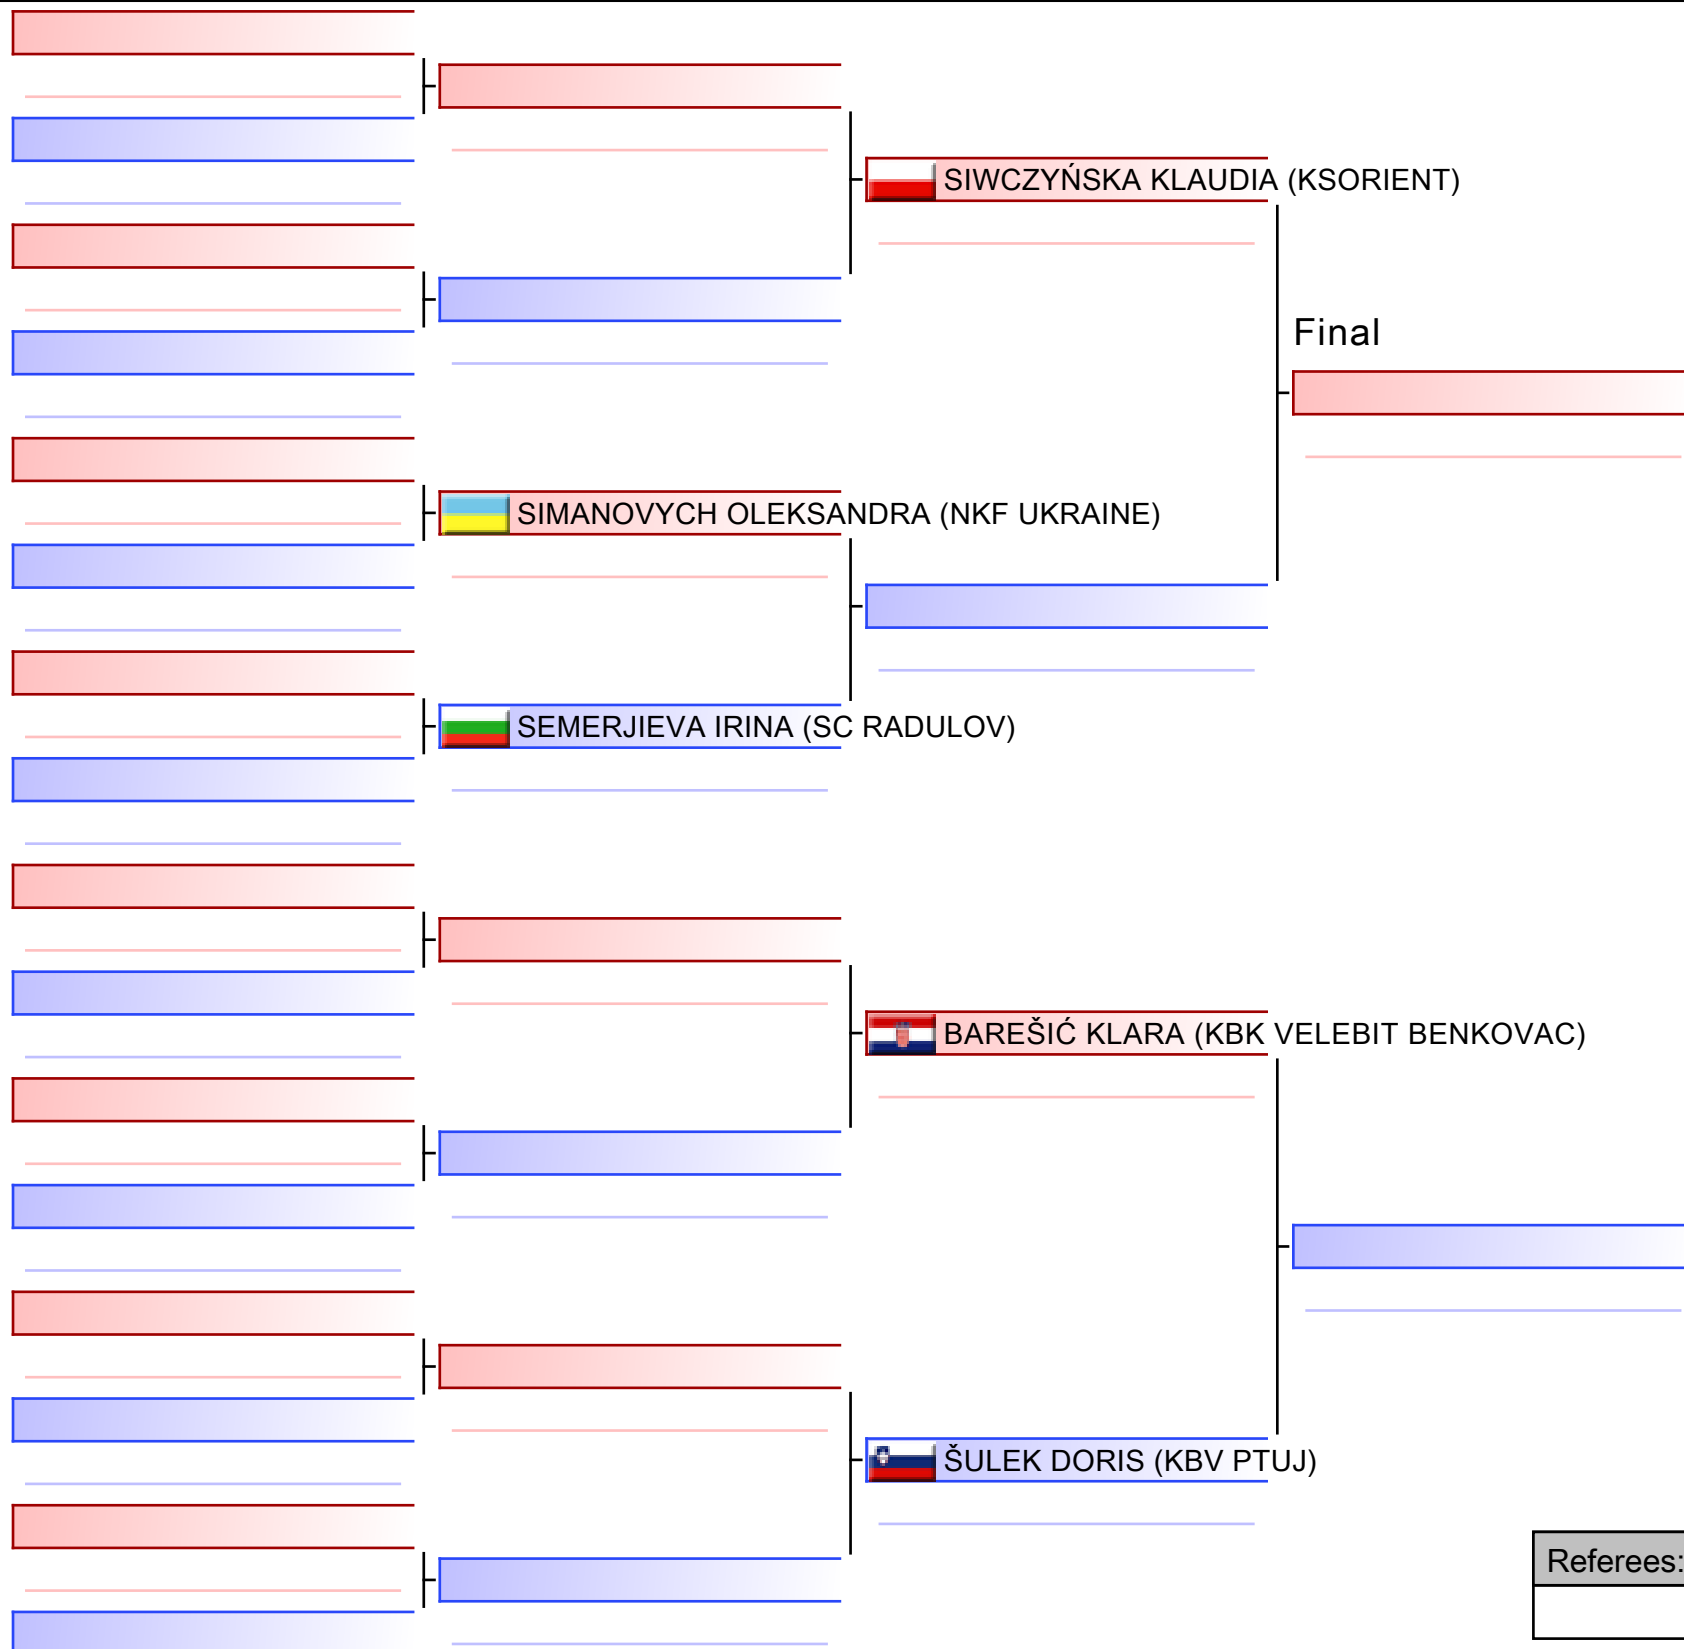 SIWCZYŃSKA KLAUDIA (KSORIENT)
Final
SIMANOVYCH OLEKSANDRA (NKF UKRAINE)
SEMERJIEVA IRINA (SC RADULOV)
BAREŠIĆ KLARA (KBK VELEBIT BENKOVAC)
ŠULEK DORIS (KBV PTUJ)
Referees: